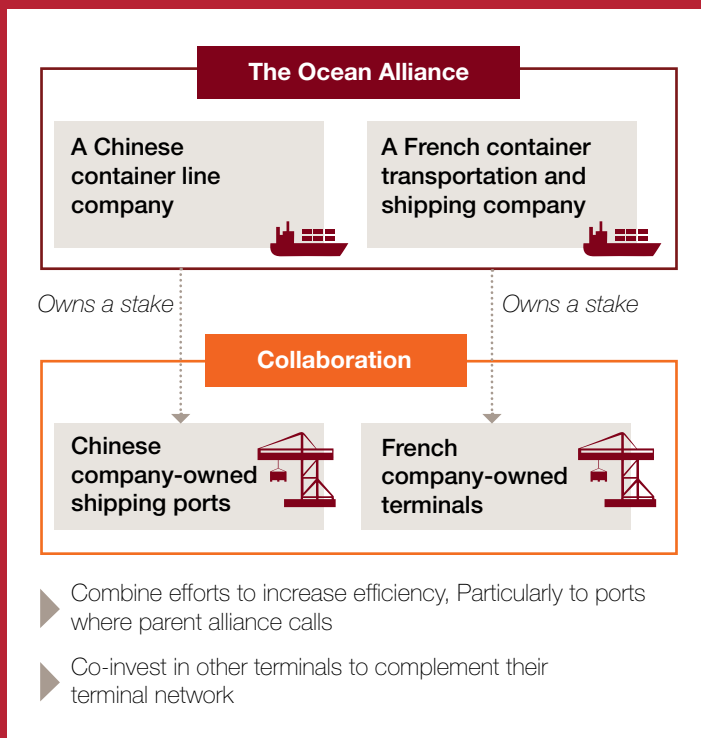 The Ocean Alliance
A Chinese
container line
company
A French container
transportation and
shipping company
Owns a stake
Owns a stake
Collaboration
Chinese
company-owned
shipping ports
French
company-owned
terminals
Combine efforts to increase efficiency, Particularly to ports
where parent alliance calls
Co-invest in other terminals to complement their
terminal network